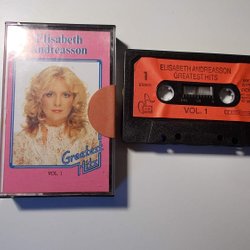 Elisabeth
Andreasson
Greatest
Hits!
VOL. 1
1
ELISABETH ANDREASSON
GREATEST HITS
VOL. 1